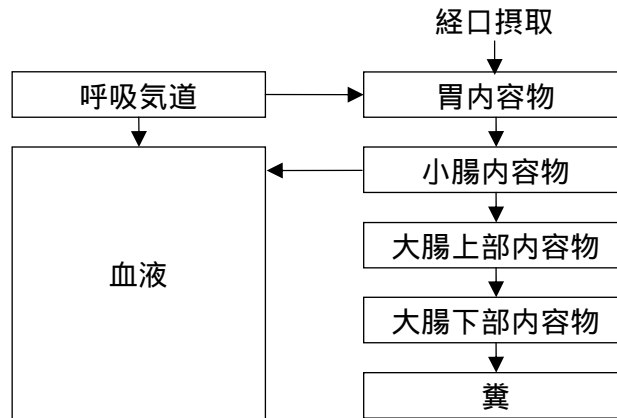 経口摂取
呼吸気道
胃内容物
小腸内容物
血液
大腸上部内容物
大腸下部内容物
糞